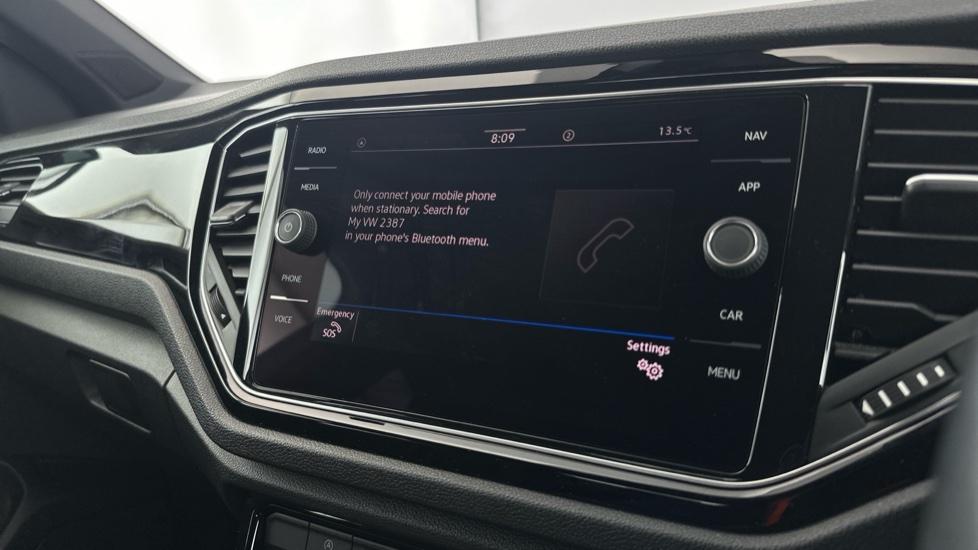 RADIO
MEDIA
PHONE
VOICE
A
8:09
2
13.5°C
Only connect your mobile phone
when stationary. Search for
My VW 2387
in your phone's Bluetooth menu.
Emergency
SOS
Settings
NAV
APP
CAR
MENU
A